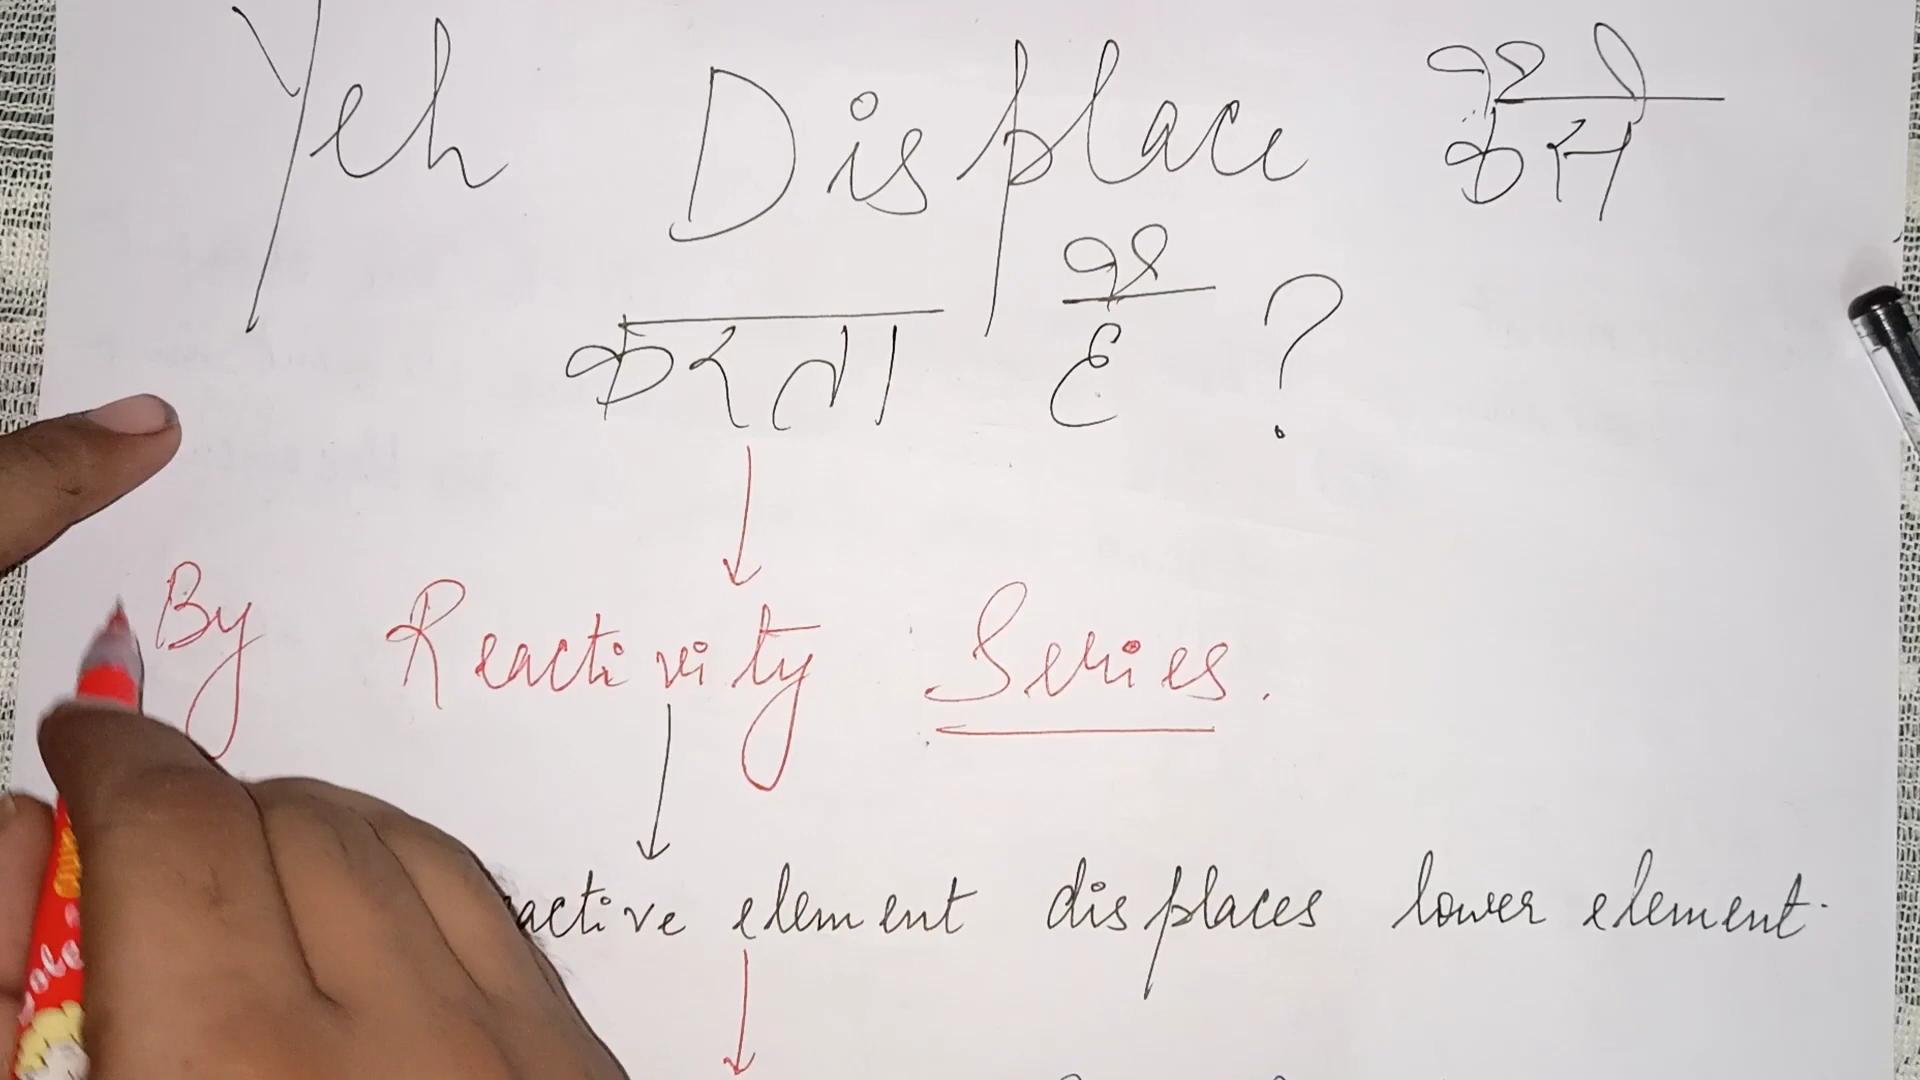 Yeh Displace कैसे
करता है ?
By Reactivity Series.
active element displaces lower element.